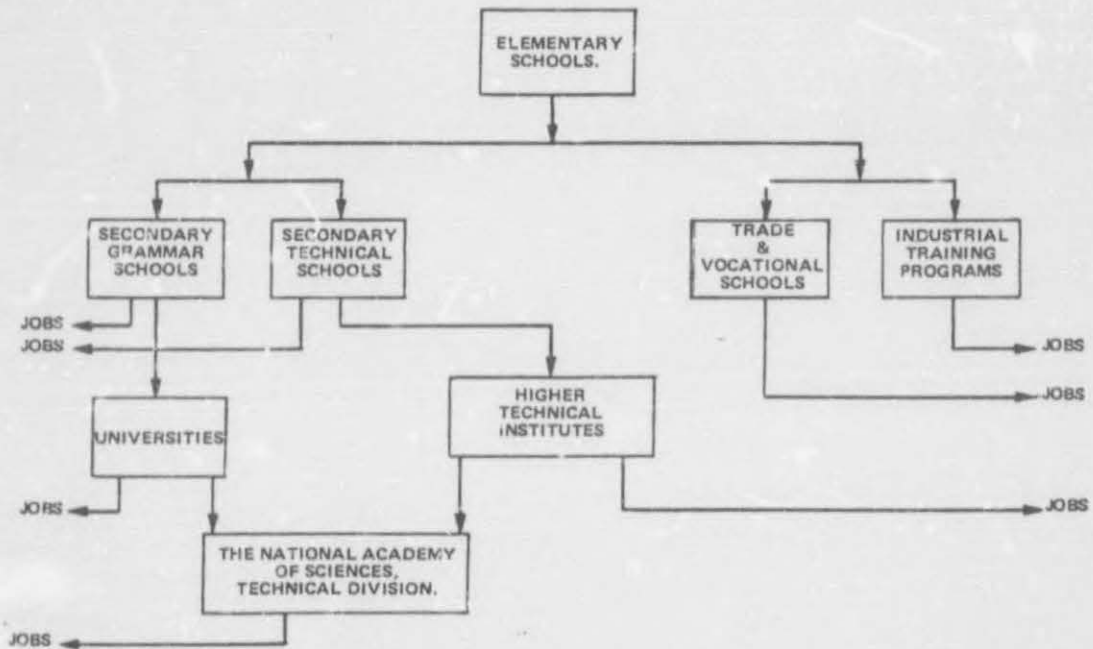 ELEMENTARY
SCHOOLS.
SECONDARY
GRAMMAR
SCHOOLS
SECONDARY
TECHNICAL
SCHOOLS
TRADE
&
VOCATIONAL
SCHOOLS
INDUSTRIAL
TRAINING
PROGRAMS
JOBS
JOBS
JOBS
JOBS
UNIVERSITIES
HIGHER
TECHNICAL
INSTITUTES
JOBS
JOBS
THE NATIONAL ACADEMY
OF SCIENCES,
TECHNICAL DIVISION.
JOBS